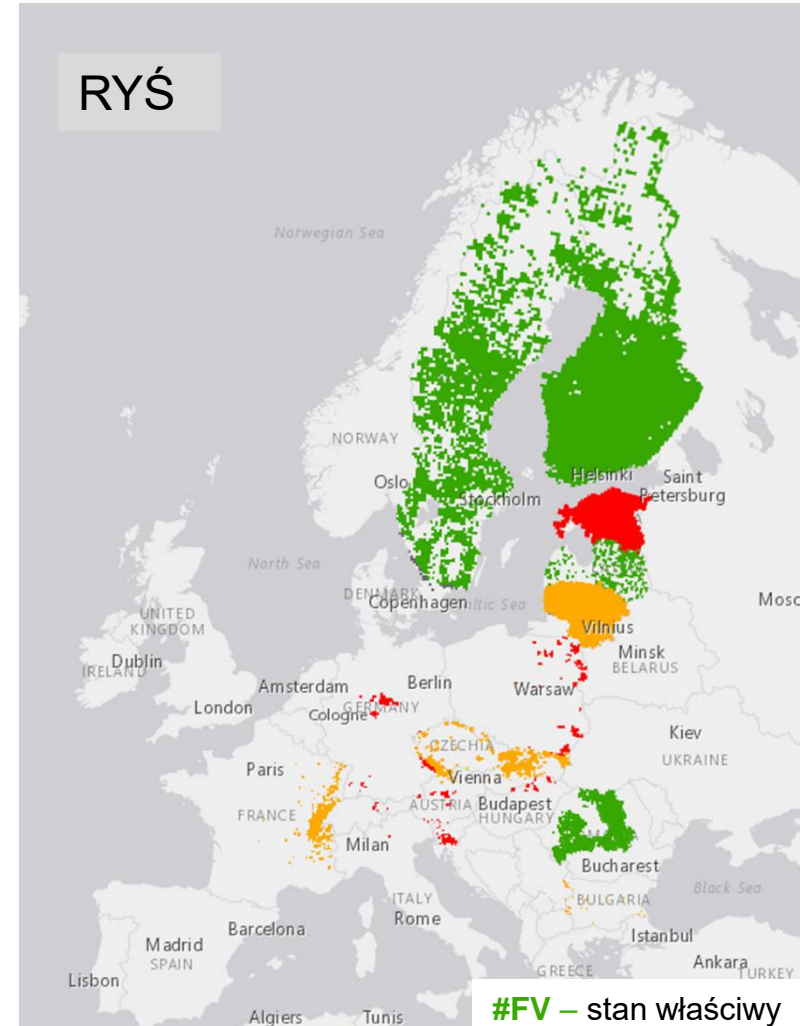 RYŚ
Norwegian Sea
NORWAY
Oslo
Helsinki
Saint
Petersburg
Stockholm
North Sea
DENMARK
Copenhagen
ltic Sea
Mosc
UNITED
KINGDOM
Vilnius
Minsk
BELARUS
Dublin
IRELAND
Amsterdam
Berlin
Warsaw
London
Cologne
GERMANY
Kiev
UKRAINE
CZECHIA
Paris
Vienna
AUSTRIA
Budapest
HUNGARY
FRANCE
Milan
Bucharest
Black Sea
ITALY
Rome
BULGARIA
Barcelona
Istanbul
Madrid
SPAIN
Ankara
Lisbon
GREECE
TURKEY
#FV – stan właściwy
Algiers
Tunis